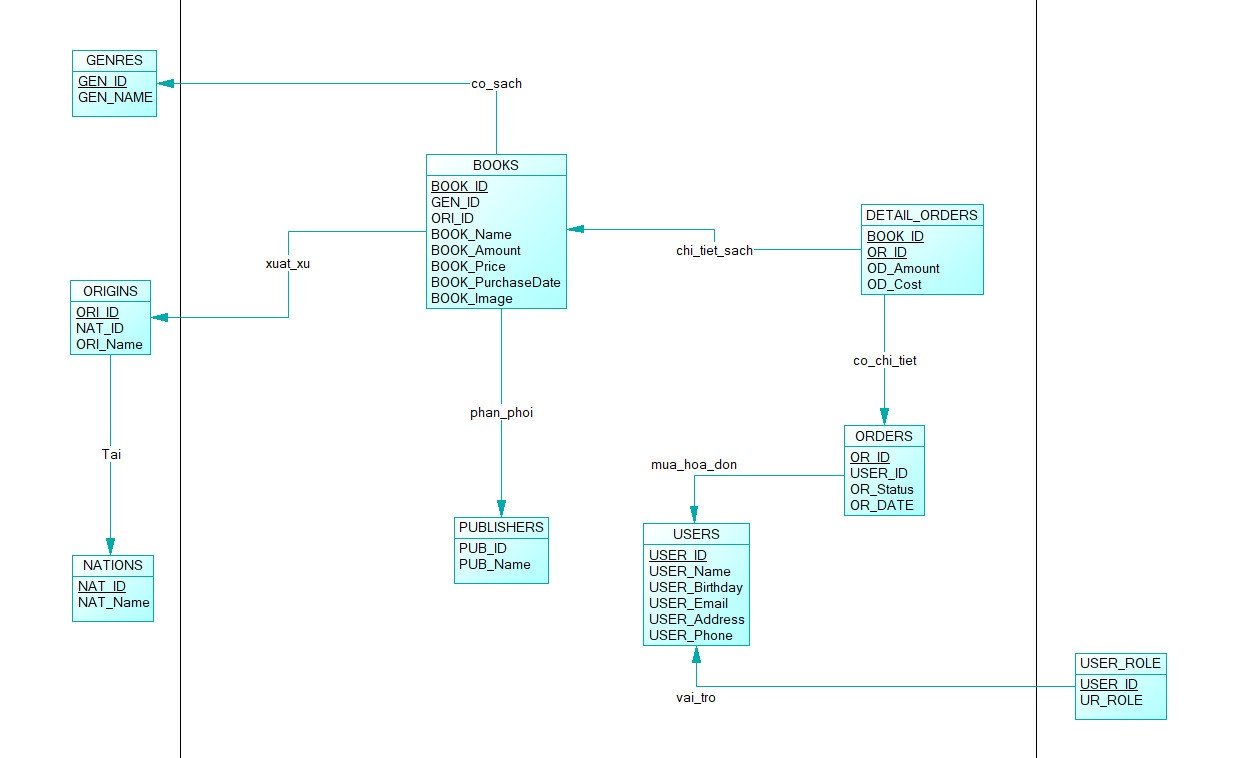 GENRES
GEN_ID
GEN_NAME
co_sach
BOOKS
BOOK_ID
GEN_ID
ORI_ID
BOOK_Name
BOOK_Amount
BOOK_Price
BOOK_PurchaseDate
BOOK_Image
DETAIL_ORDERS
BOOK_ID
OR_ID
OD_Amount
OD_Cost
chi_tiet_sach
xuat_xu
ORIGINS
ORI_ID
NAT_ID
ORI_Name
co_chi_tiet
phan_phoi
ORDERS
OR_ID
USER_ID
OR_Status
OR_DATE
Tai
mua_hoa_don
PUBLISHERS
PUB_ID
PUB_Name
USERS
USER_ID
USER_Name
USER_Birthday
USER_Email
USER_Address
USER_Phone
NATIONS
NAT_ID
NAT_Name
USER_ROLE
USER_ID
UR_ROLE
vai_tro